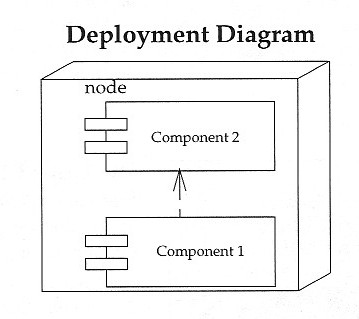 Deployment Diagram
node
Component 2
Component 1